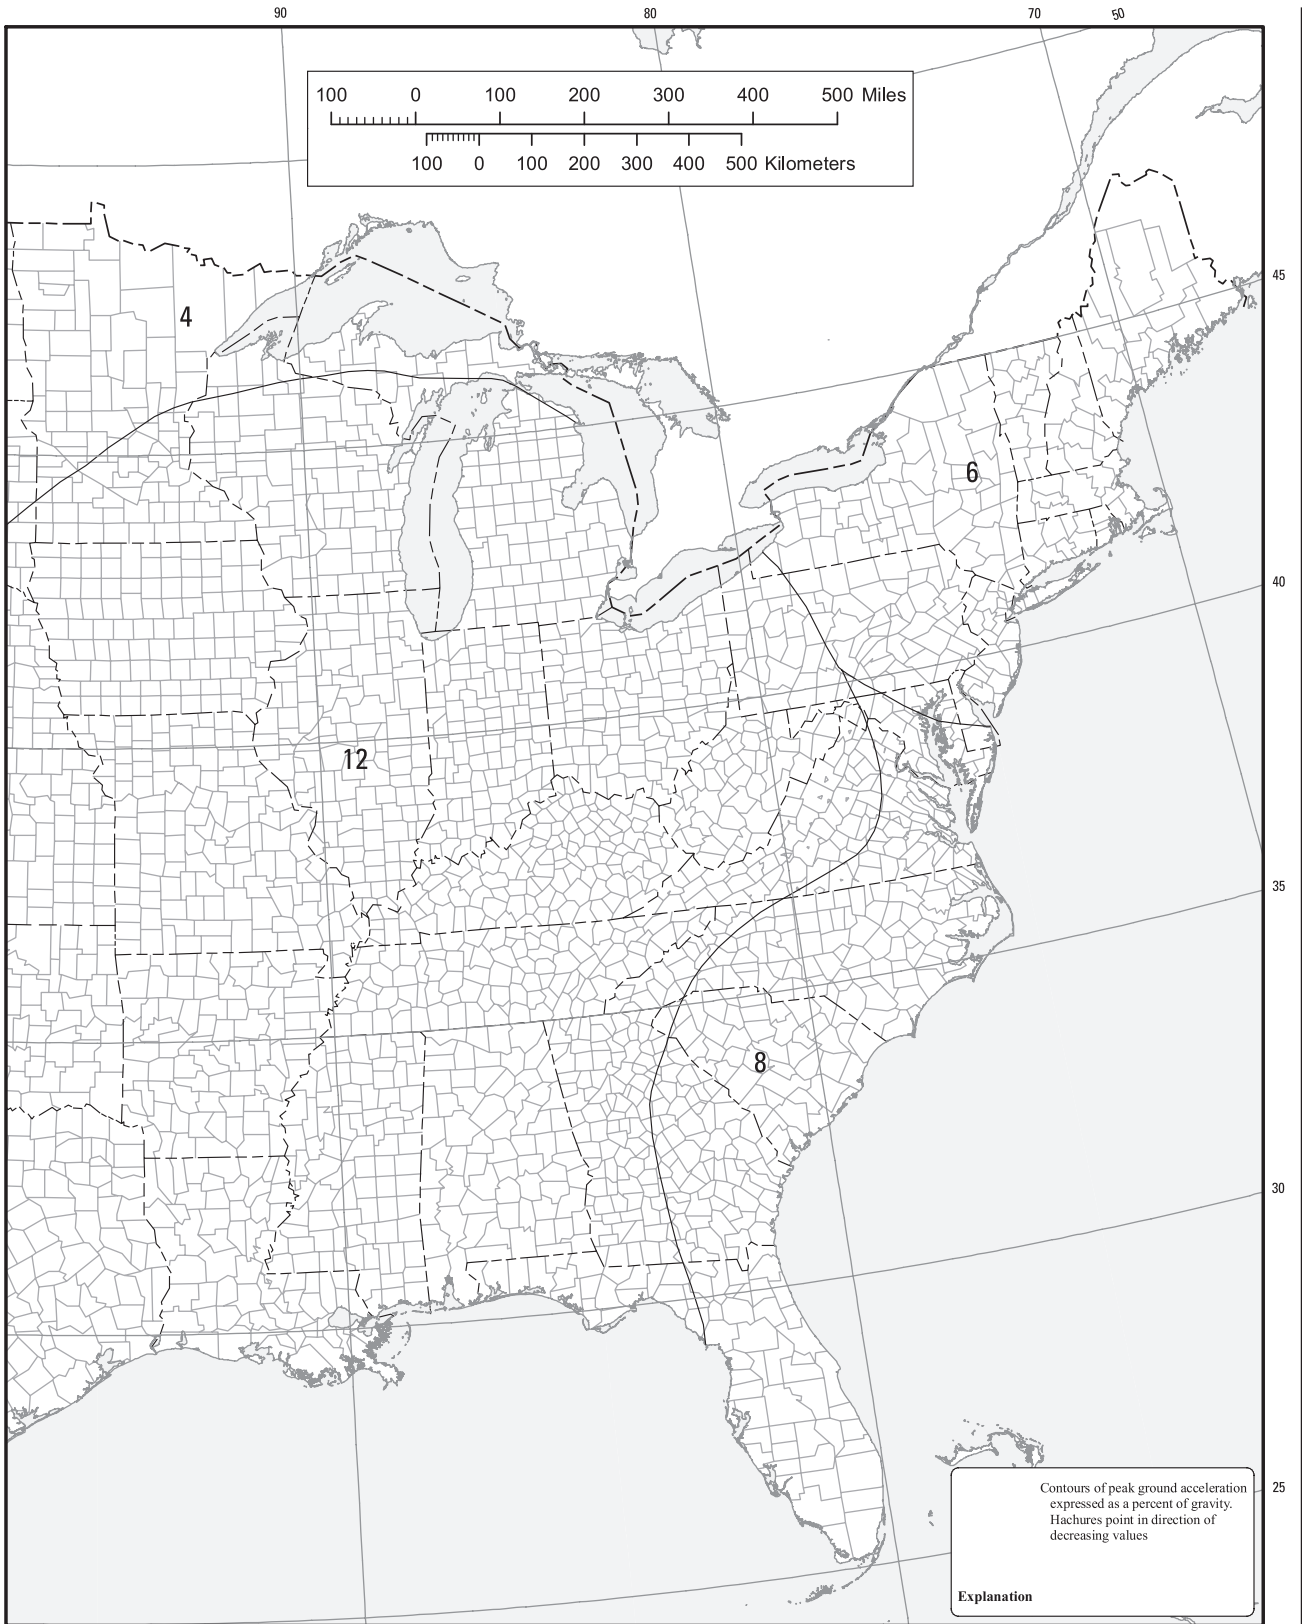 90 80 70 50
100 0 100 200 300 400 500 Miles
100 0 100 200 300 400 500 Kilometers
45
4
6
40
12
35
8
30
Contours of peak ground acceleration
expressed as a percent of gravity.
Hachures point in direction of
decreasing values
25
Explanation